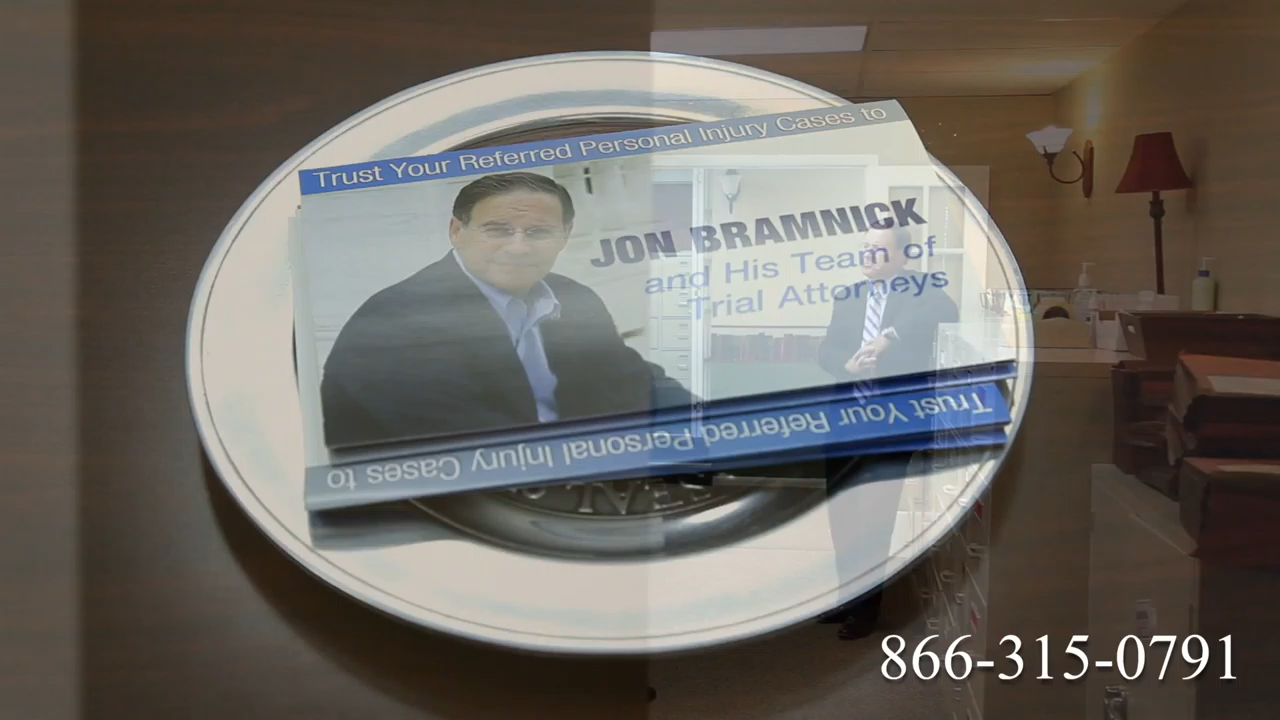 Trust Your Referred Personal Injury Cases to
JON BRAMNICK
and His Team of
Trial Attorneys
Trust Your Referred Personal Injury Cases to
866-315-0791